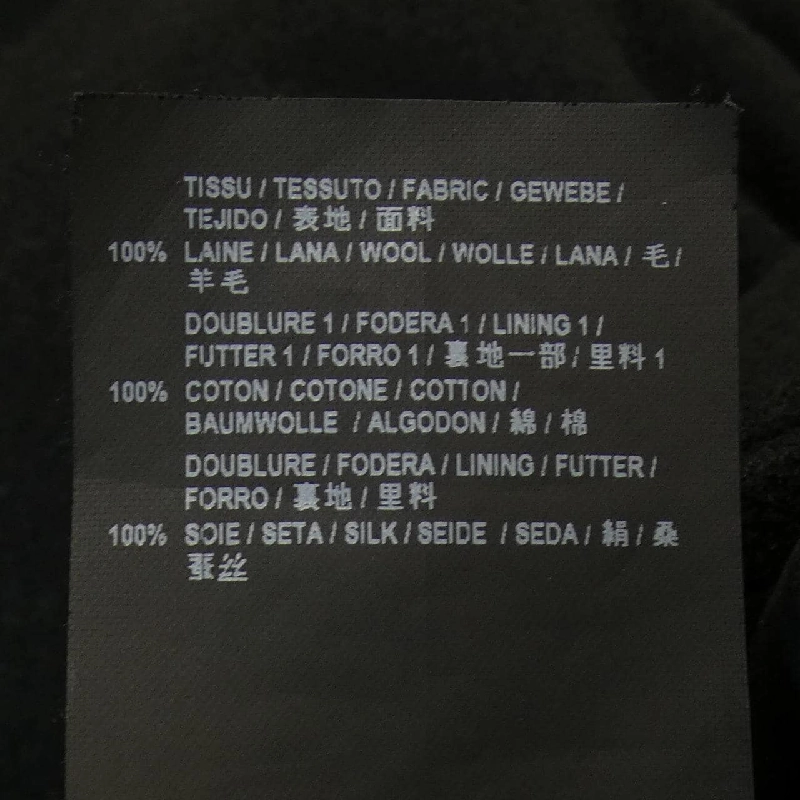 TISSU / TESSUTO / FABRIC / GEWEBE /
TEJIDO / 表地 / 面料
100% LAINE / LANA / WOOL / WOLLE / LANA / 毛 /
羊毛
DOUBLURE 1 / FODERA 1 / LINING 1 /
FUTTER 1 / FORRO 1 / 裏地一部 / 里料 1
100% COTON / COTONE / COTTON /
BAUMWOLLE / ALGODON / 綿 / 棉
DOUBLURE / FODERA / LINING / FUTTER /
FORRO / 裏地 / 里料
100% SOIE / SETA / SILK / SEIDE / SEDA / 絹 / 桑
蚕丝